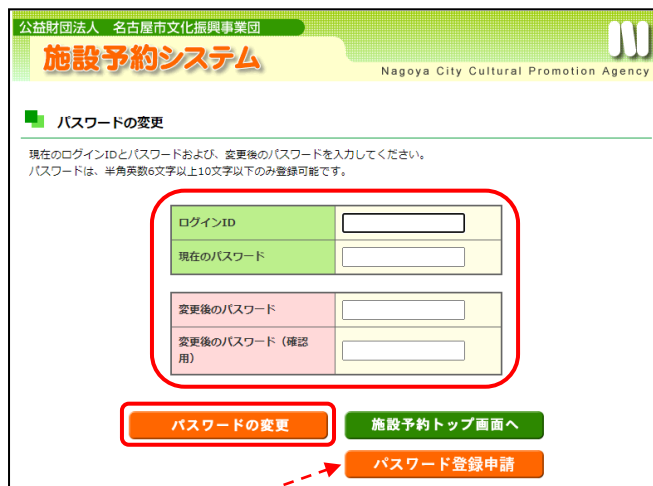 公益財団法人 名古屋市文化振興事業団
施設予約システム
Nagoya City Cultural Promotion Agency
パスワードの変更
現在のログインIDとパスワードおよび、変更後のパスワードを入力してください。
パスワードは、半角英数6文字以上10文字以下のみ登録可能です。
ログインID
現在のパスワード
変更後のパスワード
変更後のパスワード（確認
用）
パスワードの変更
施設予約トップ画面へ
パスワード登録申請